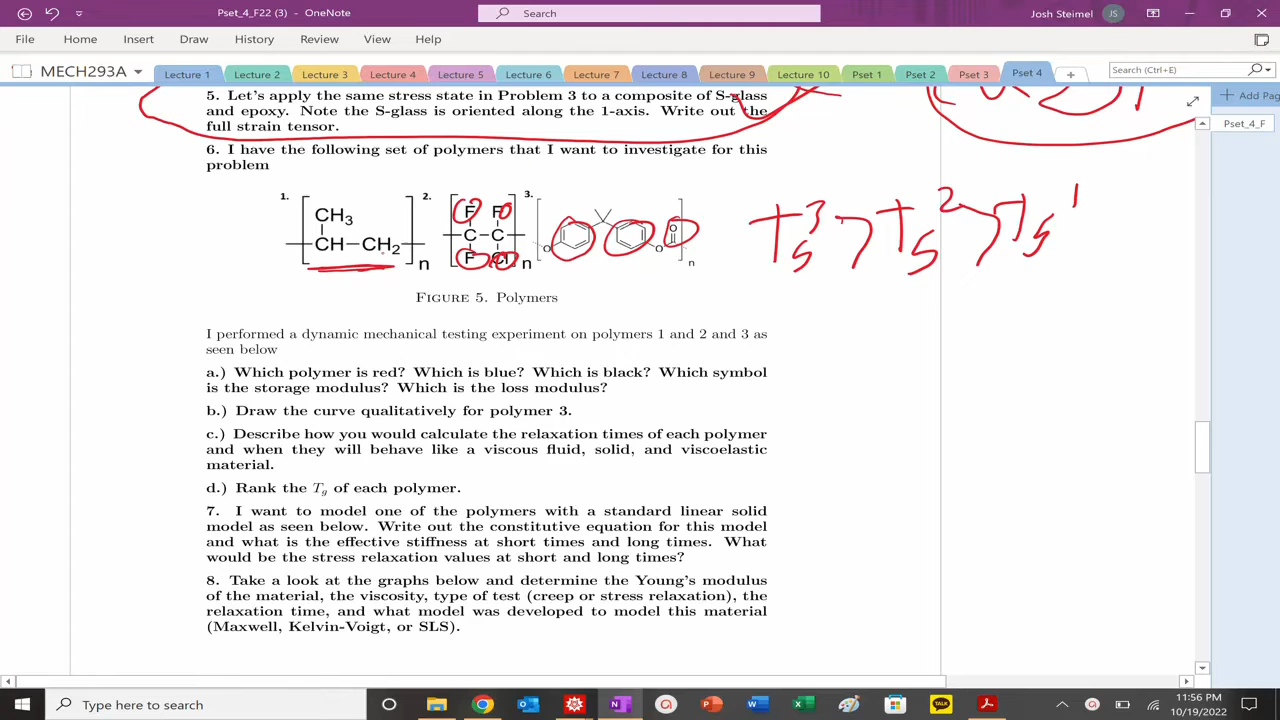 Pset_4_F22 (3) - OneNote
Search
Josh Steimel
JS
File Home Insert Draw History Review View Help
MECH293A
Lecture 1 Lecture 2 Lecture 3 Lecture 4 Lecture 5 Lecture 6 Lecture 7 Lecture 8 Lecture 9 Lecture 10 Pset 1 Pset 2 Pset 3 Pset 4
Search (Ctrl+E)
Add Pag
Pset_4_F
5. Let's apply the same stress state in Problem 3 to a composite of S-glass
and epoxy. Note the S-glass is oriented along the 1-axis. Write out the
full strain tensor.
6. I have the following set of polymers that I want to investigate for this
problem
1. 2. 3.
CH3
CH—CH2
n
F F
C—C
F Cl
n
O
O
O
n
Figure 5. Polymers
I performed a dynamic mechanical testing experiment on polymers 1 and 2 and 3 as
seen below
a.) Which polymer is red? Which is blue? Which is black? Which symbol
is the storage modulus? Which is the loss modulus?
b.) Draw the curve qualitatively for polymer 3.
c.) Describe how you would calculate the relaxation times of each polymer
and when they will behave like a viscous fluid, solid, and viscoelastic
material.
d.) Rank the Tg of each polymer.
7. I want to model one of the polymers with a standard linear solid
model as seen below. Write out the constitutive equation for this model
and what is the effective stiffness at short times and long times. What
would be the stress relaxation values at short and long times?
8. Take a look at the graphs below and determine the Young's modulus
of the material, the viscosity, type of test (creep or stress relaxation), the
relaxation time, and what model was developed to model this material
(Maxwell, Kelvin-Voigt, or SLS).
Type here to search
TALK
11:56 PM
10/19/2022